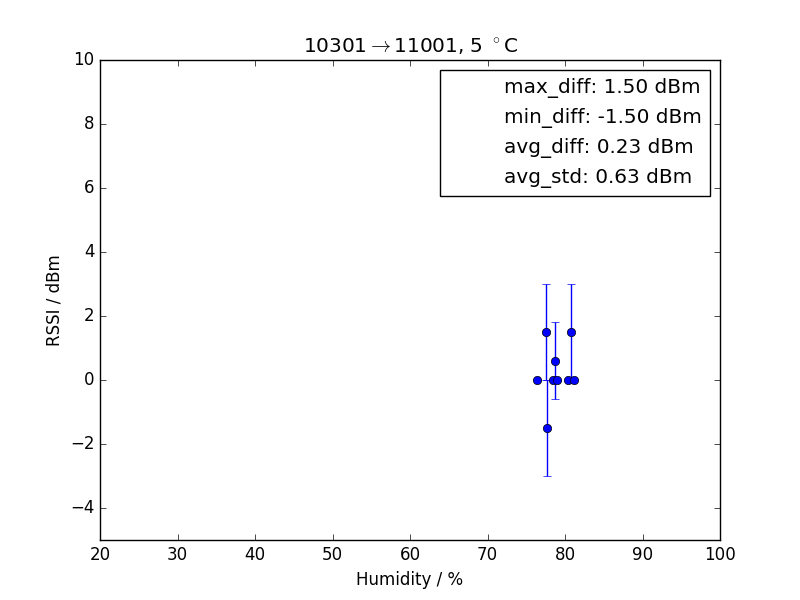 10301→11001, 5 °C
10
8
6
4
2
0
−2
−4
RSSI / dBm
max_diff: 1.50 dBm
min_diff: -1.50 dBm
avg_diff: 0.23 dBm
avg_std: 0.63 dBm
20 30 40 50 60 70 80 90 100
Humidity / %